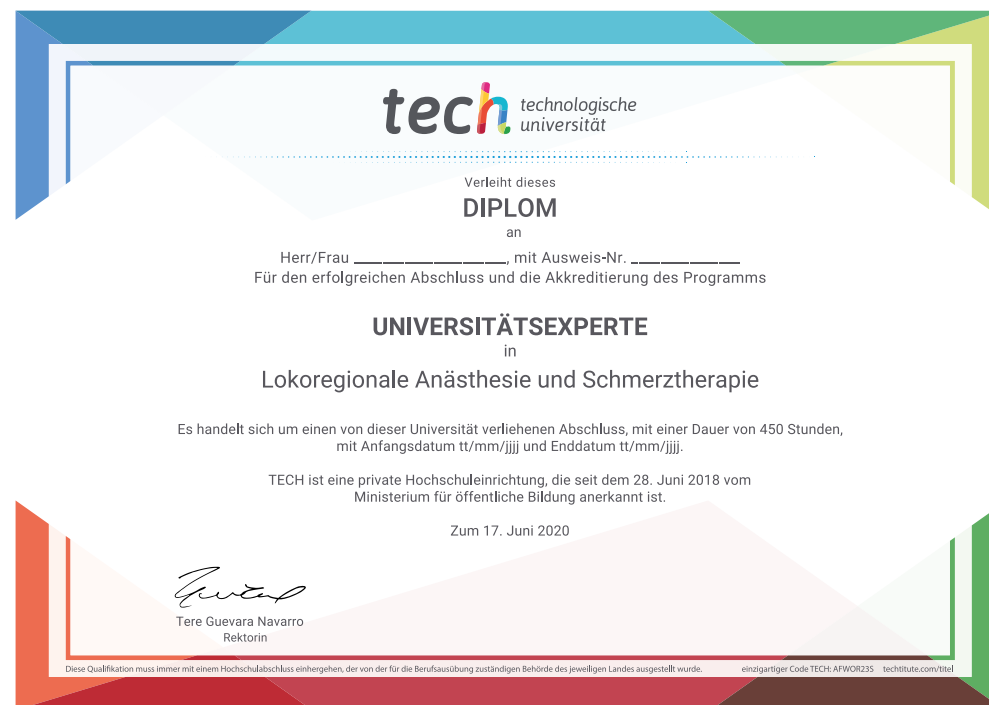 tech technologische
universität
Verleiht dieses
DIPLOM
an
Herr/Frau ____________________, mit Ausweis-Nr. ______________
Für den erfolgreichen Abschluss und die Akkreditierung des Programms
UNIVERSITÄTSEXPERTE
in
Lokoregionale Anästhesie und Schmerztherapie
Es handelt sich um einen von dieser Universität verliehenen Abschluss, mit einer Dauer von 450 Stunden,
mit Anfangsdatum tt/mm/jjjj und Enddatum tt/mm/jjjj.
TECH ist eine private Hochschuleinrichtung, die seit dem 28. Juni 2018 vom
Ministerium für öffentliche Bildung anerkannt ist.
Zum 17. Juni 2020
Tere Guevara Navarro
Rektorin
Diese Qualifikation muss immer mit einem Hochschulabschluss einhergehen, der von der für die Berufsausübung zuständigen Behörde des jeweiligen Landes ausgestellt wurde. einzigartiger Code TECH: AFWOR23S techtitute.com/titel